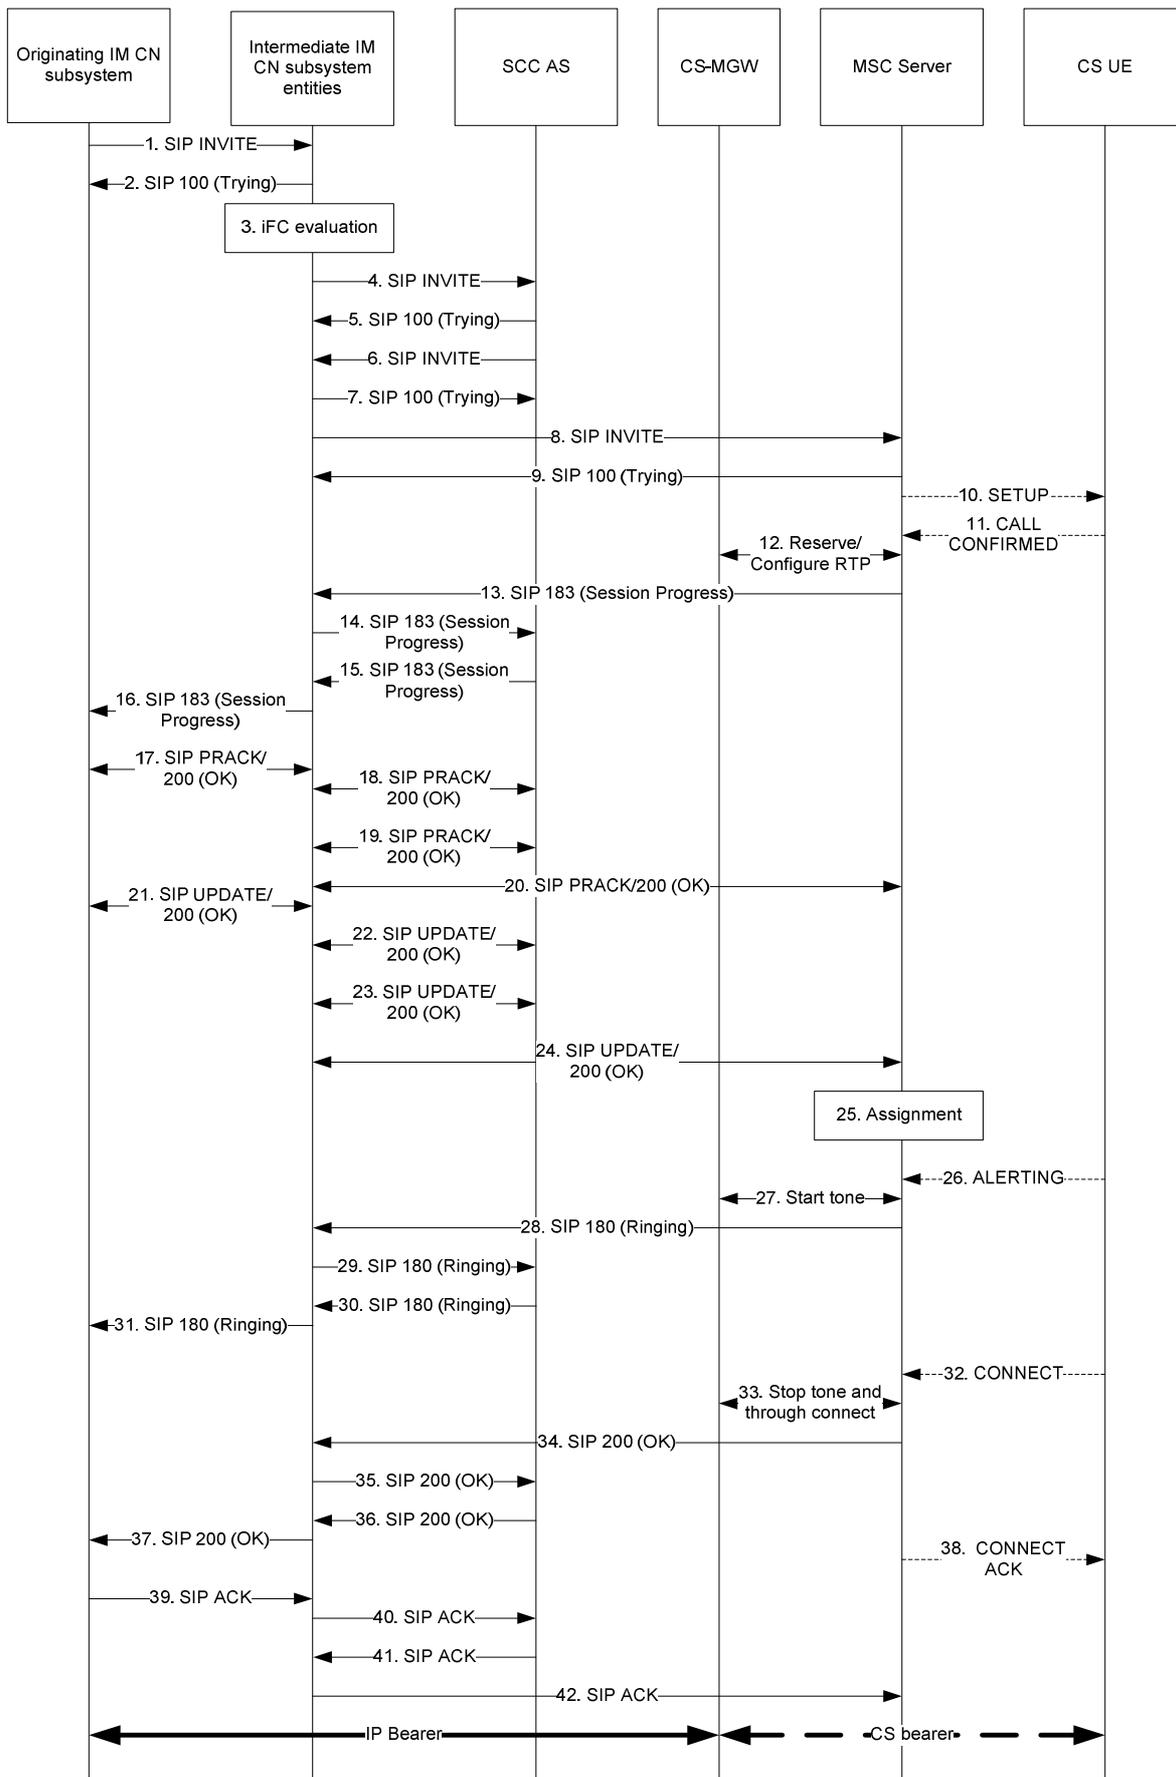 Originating IM CN
subsystem
Intermediate IM
CN subsystem
entities
SCC AS
CS-MGW
MSC Server
CS UE
1. SIP INVITE
2. SIP 100 (Trying)
3. iFC evaluation
4. SIP INVITE
5. SIP 100 (Trying)
6. SIP INVITE
7. SIP 100 (Trying)
8. SIP INVITE
9. SIP 100 (Trying)
10. SETUP
11. CALL
CONFIRMED
12. Reserve/
Configure RTP
13. SIP 183 (Session Progress)
14. SIP 183 (Session
Progress)
15. SIP 183 (Session
Progress)
16. SIP 183 (Session
Progress)
17. SIP PRACK/
200 (OK)
18. SIP PRACK/
200 (OK)
19. SIP PRACK/
200 (OK)
20. SIP PRACK/200 (OK)
21. SIP UPDATE/
200 (OK)
22. SIP UPDATE/
200 (OK)
23. SIP UPDATE/
200 (OK)
24. SIP UPDATE/
200 (OK)
25. Assignment
26. ALERTING
27. Start tone
28. SIP 180 (Ringing)
29. SIP 180 (Ringing)
30. SIP 180 (Ringing)
31. SIP 180 (Ringing)
32. CONNECT
33. Stop tone and
through connect
34. SIP 200 (OK)
35. SIP 200 (OK)
36. SIP 200 (OK)
37. SIP 200 (OK)
38. CONNECT
ACK
39. SIP ACK
40. SIP ACK
41. SIP ACK
42. SIP ACK
IP Bearer
CS bearer